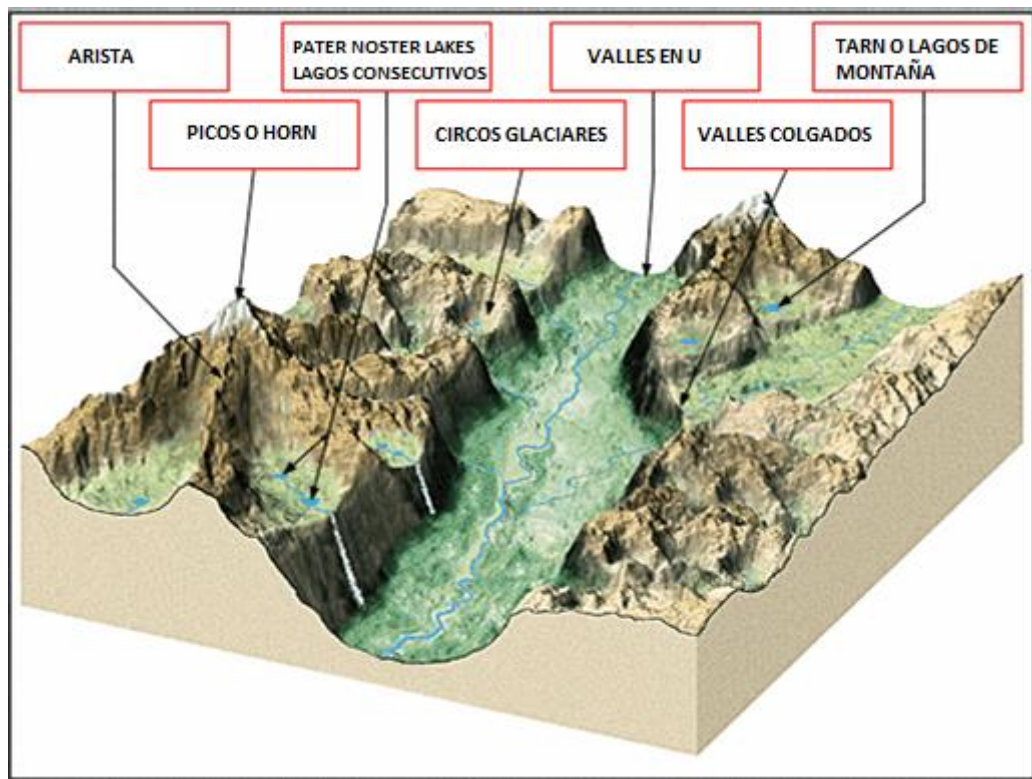 ARISTA
PATER NOSTER LAKES
LAGOS CONSECUTIVOS
VALLES EN U
TARN O LAGOS DE
MONTAÑA
PICOS O HORN
CIRCOS GLACIARES
VALLES COLGADOS